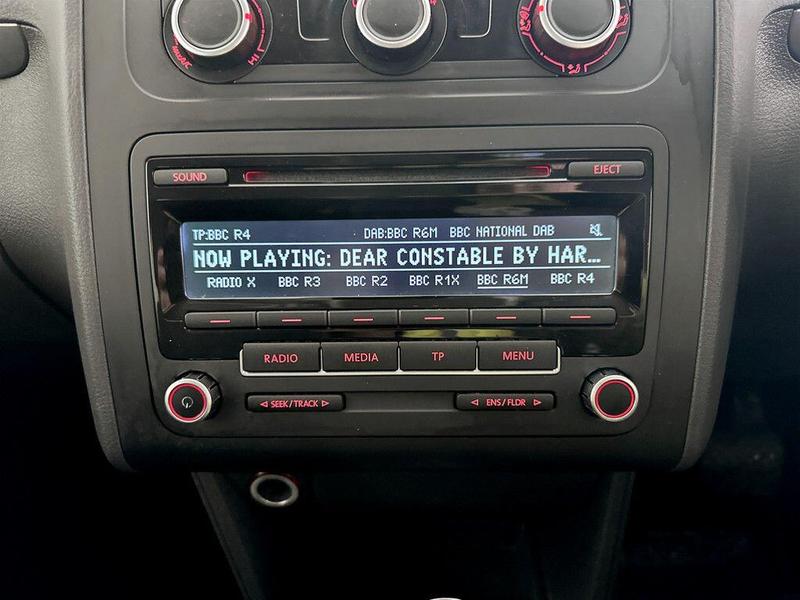 HI
SOUND
EJECT
TP:BBC R4 DAB:BBC R6M BBC NATIONAL DAB
NOW PLAYING: DEAR CONSTABLE BY HAR...
RADIO X BBC R3 BBC R2 BBC R1X BBC R6M BBC R4
RADIO MEDIA TP MENU
SEEK/TRACK ENS/FLDR